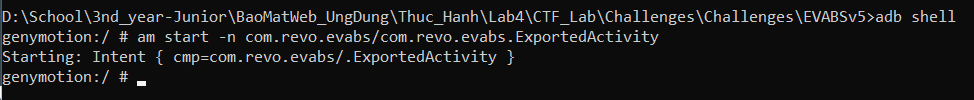 D:\School\3nd_year-Junior\BaoMatWeb_UngDung\Thuc_Hanh\Lab4\CTF_Lab\Challenges\Challenges\EVABSv5>adb shell
genymotion:/ # am start -n com.revo.evabs/com.revo.evabs.ExportedActivity
Starting: Intent { cmp=com.revo.evabs/.ExportedActivity }
genymotion:/ #